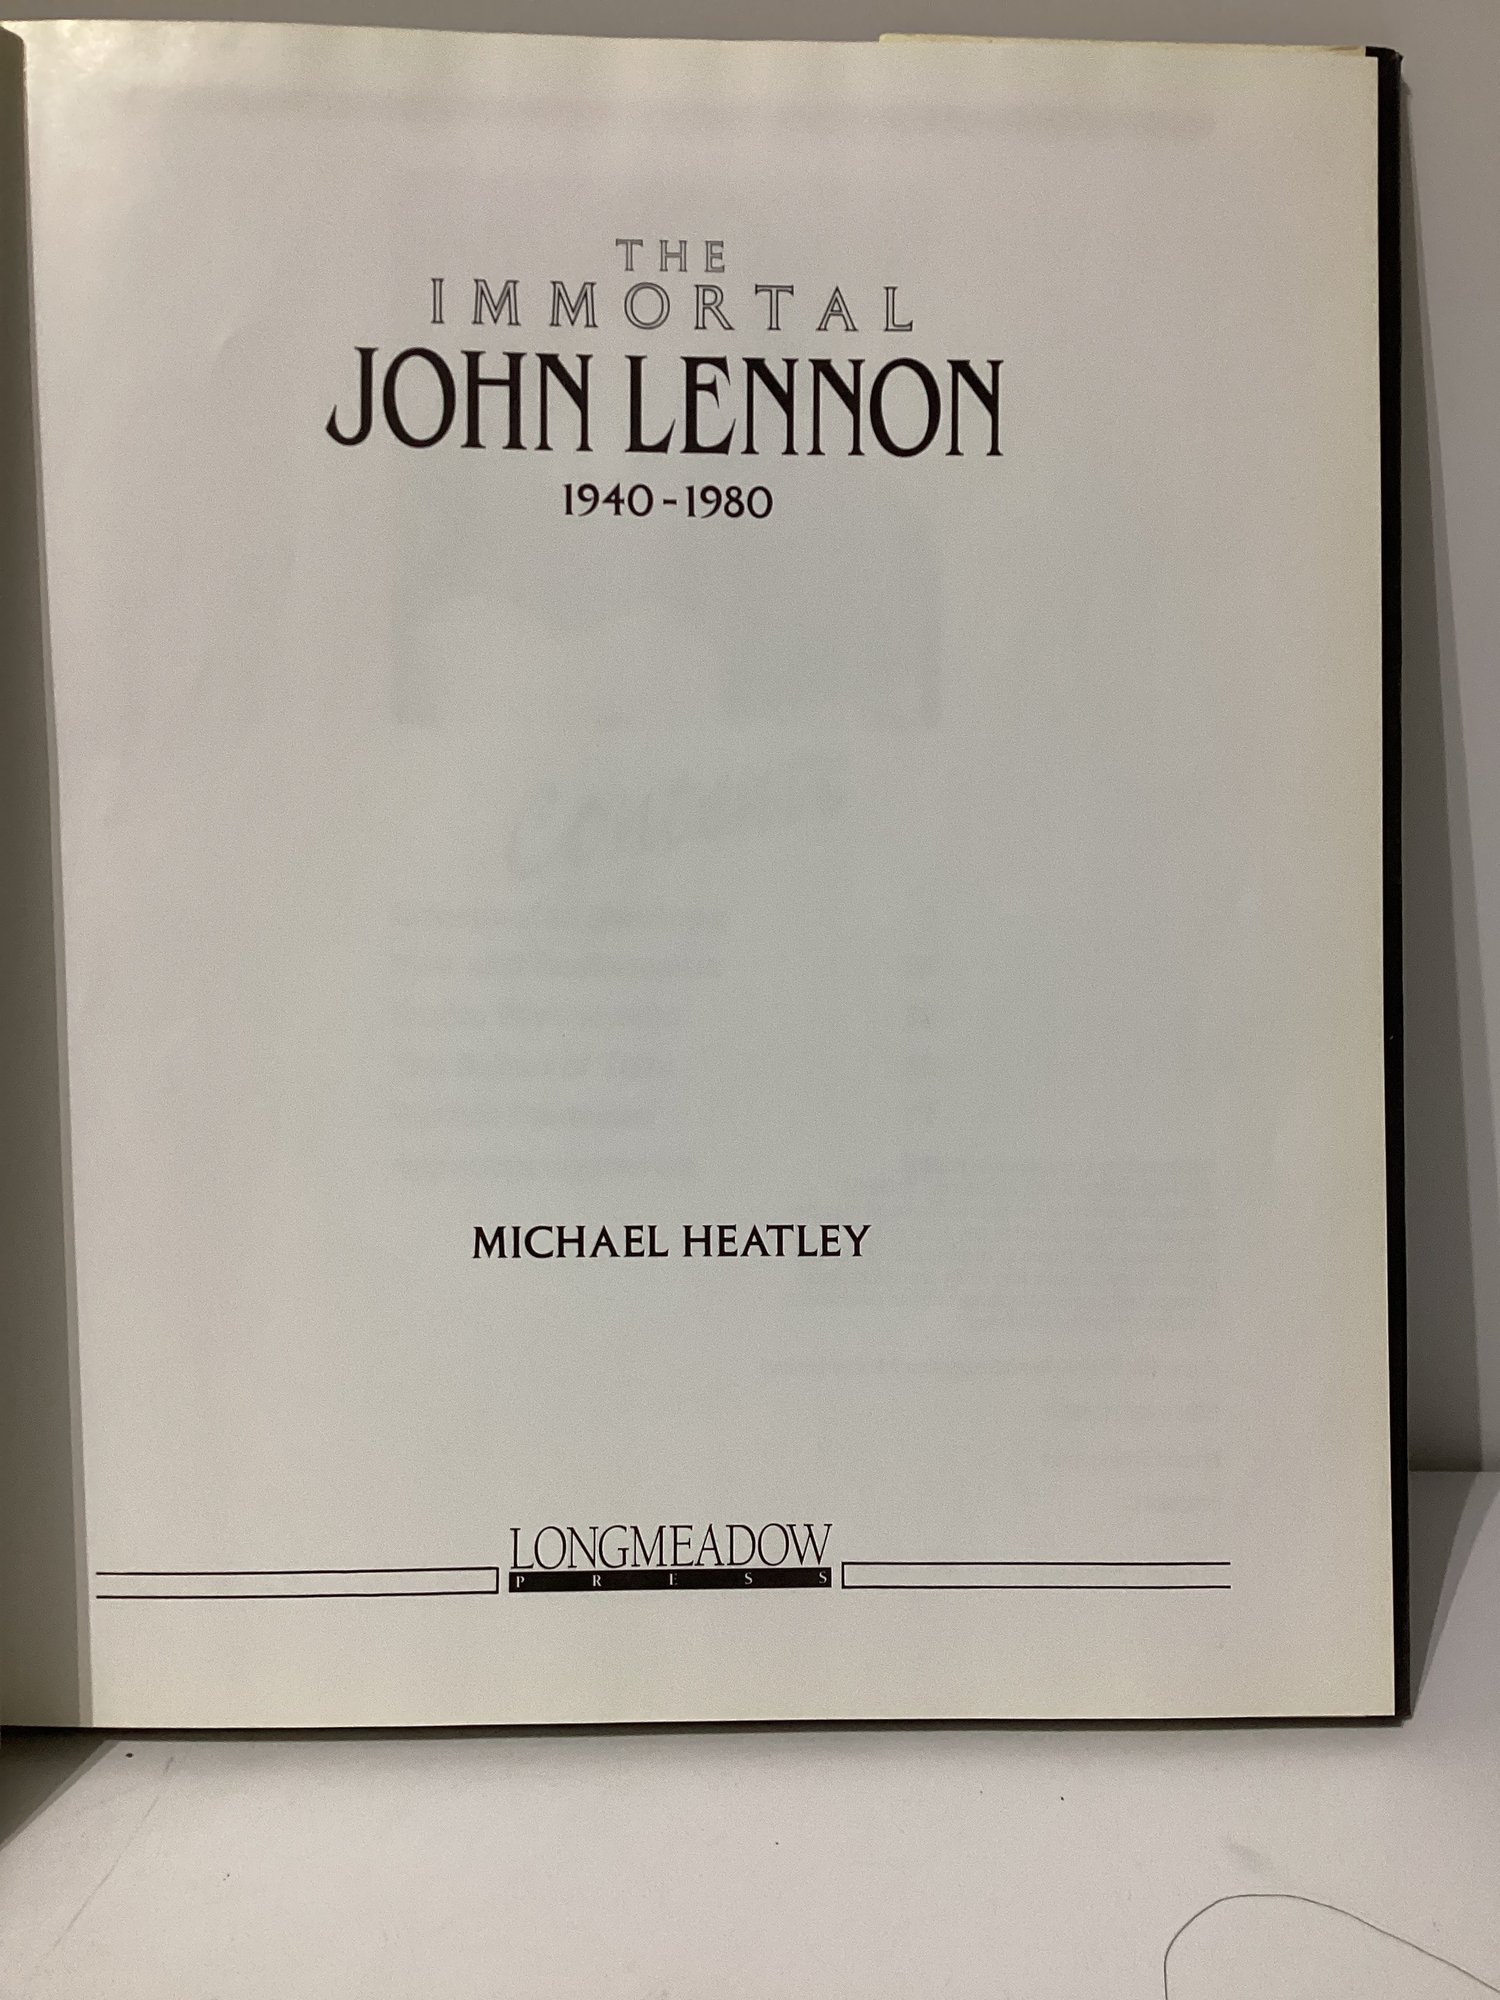 THE
IMMORTAL
JOHN LENNON
1940-1980
MICHAEL HEATLEY
LONGMEADOW
PRESS